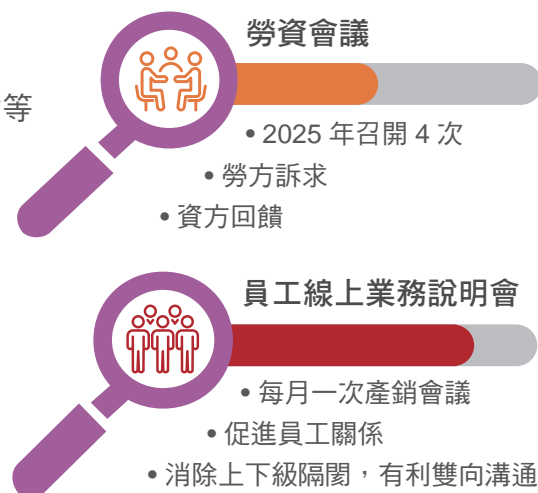 勞資會議
等
• 2025 年召開 4 次
• 勞方訴求
• 資方回饋
員工線上業務說明會
• 每月一次產銷會議
• 促進員工關係
• 消除上下級隔閡，有利雙向溝通